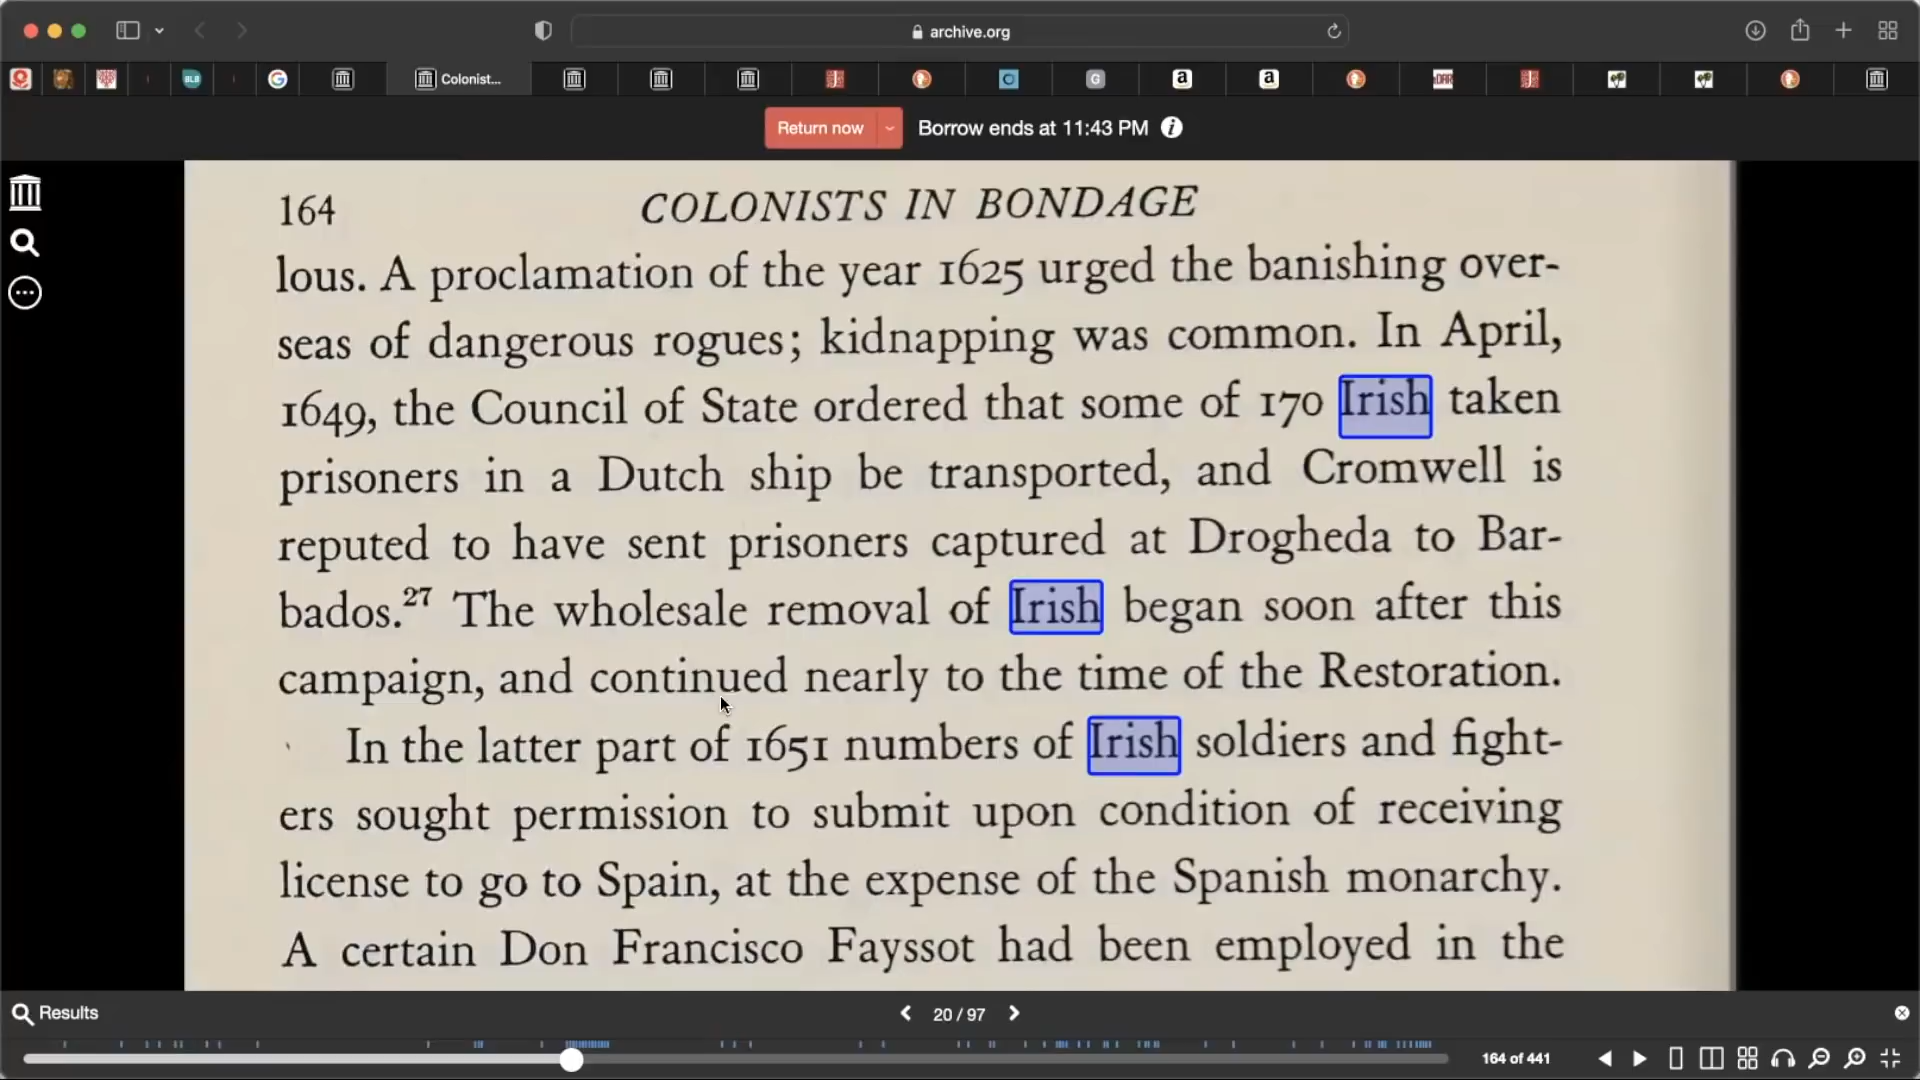 archive.org
BLB
Colonist...
G
a
a
DAR
Return now
Borrow ends at 11:43 PM
164
COLONISTS IN BONDAGE
lous. A proclamation of the year 1625 urged the banishing over-
seas of dangerous rogues; kidnapping was common. In April,
1649, the Council of State ordered that some of 170 Irish taken
prisoners in a Dutch ship be transported, and Cromwell is
reputed to have sent prisoners captured at Drogheda to Bar-
bados.27 The wholesale removal of Irish began soon after this
campaign, and continued nearly to the time of the Restoration.
In the latter part of 1651 numbers of Irish soldiers and fight-
ers sought permission to submit upon condition of receiving
license to go to Spain, at the expense of the Spanish monarchy.
A certain Don Francisco Fayssot had been employed in the
Results
20 / 97
164 of 441